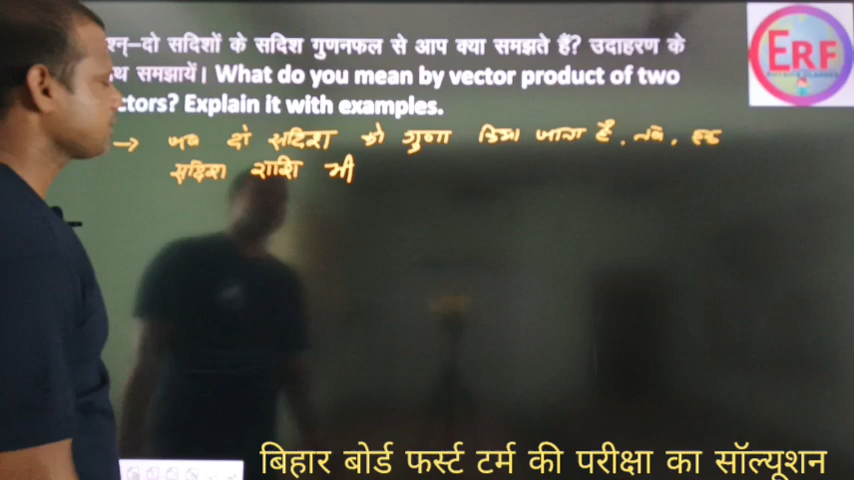 श्न–दो सदिशों के सदिश गुणनफल से आप क्या समझते हैं? उदाहरण के
थ समझायें। What do you mean by vector product of two
ctors? Explain it with examples.
→ जब दो सदिश को गुणा किया जाता है, तब, एक
सदिश राशि भी
ERF
बिहार बोर्ड फर्स्ट टर्म की परीक्षा का सॉल्यूशन